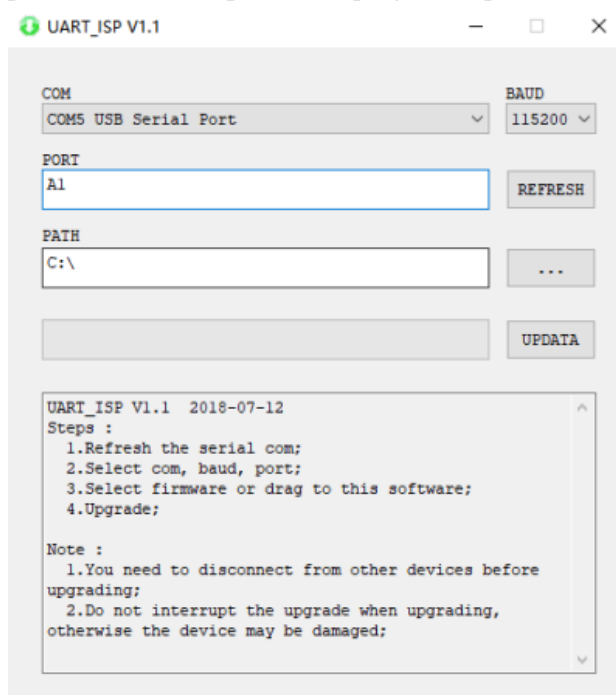 UART_ISP V1.1
COM
BAUD
COM5 USB Serial Port
115200
PORT
A1
REFRESH
PATH
C:\
...
UPDATA
UART_ISP V1.1  2018-07-12
Steps :
1.Refresh the serial com;
2.Select com, baud, port;
3.Select firmware or drag to this software;
4.Upgrade;
Note :
1.You need to disconnect from other devices before
upgrading;
2.Do not interrupt the upgrade when upgrading,
otherwise the device may be damaged;